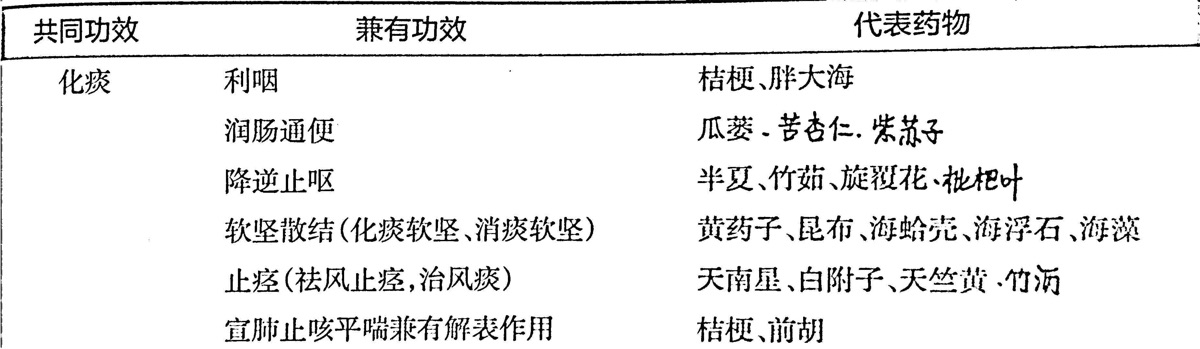 共同功效 兼有功效 代表药物
化痰 利咽 桔梗、胖大海
润肠通便 瓜蒌、苦杏仁、紫苏子
降逆止呕 半夏、竹茹、旋覆花、枇杷叶
软坚散结(化痰软坚、消痰软坚) 黄药子、昆布、海蛤壳、海浮石、海藻
止痉(祛风止痉,治风痰) 天南星、白附子、天竺黄、竹沥
宣肺止咳平喘兼有解表作用 桔梗、前胡